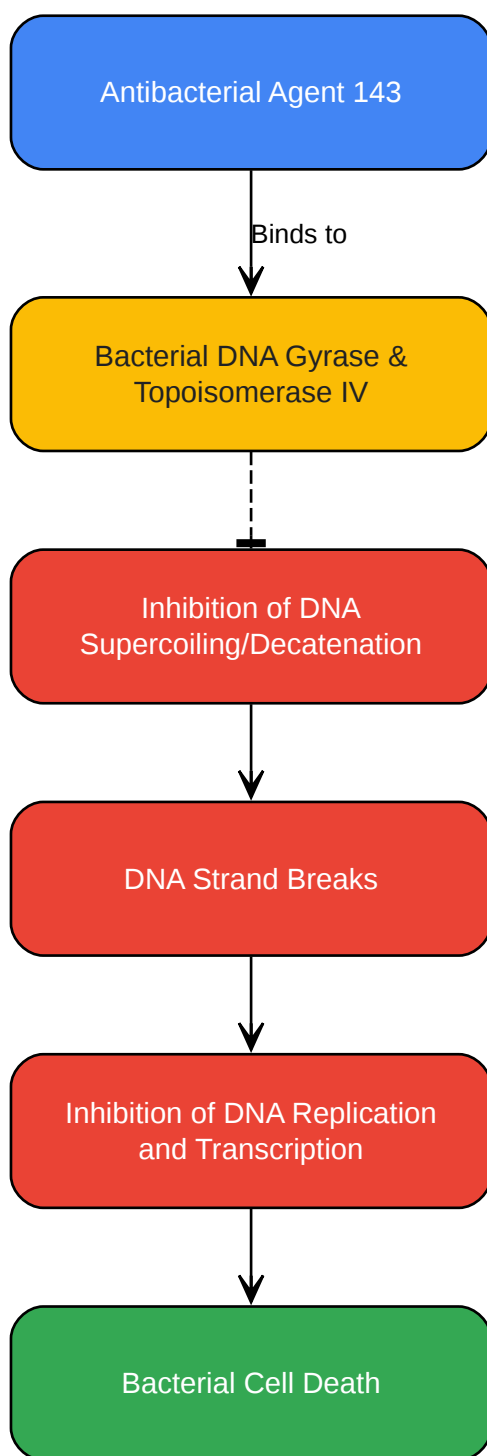 Antibacterial Agent 143
Binds to
Bacterial DNA Gyrase &
Topoisomerase IV
Inhibition of DNA
Supercoiling/Decatenation
DNA Strand Breaks
Inhibition of DNA Replication
and Transcription
Bacterial Cell Death